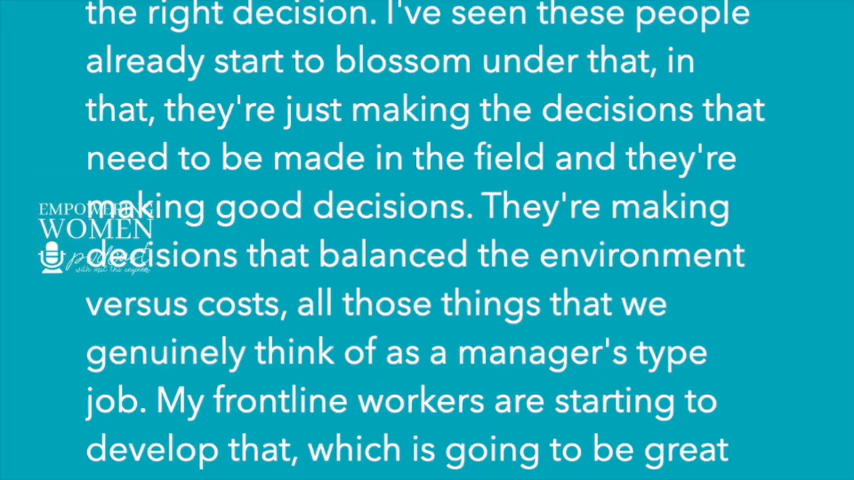 the right decision. I've seen these people
already start to blossom under that, in
that, they're just making the decisions that
need to be made in the field and they're
making good decisions. They're making
decisions that balanced the environment
versus costs, all those things that we
genuinely think of as a manager's type
job. My frontline workers are starting to
develop that, which is going to be great
EMPOWERING
WOMEN
podcast